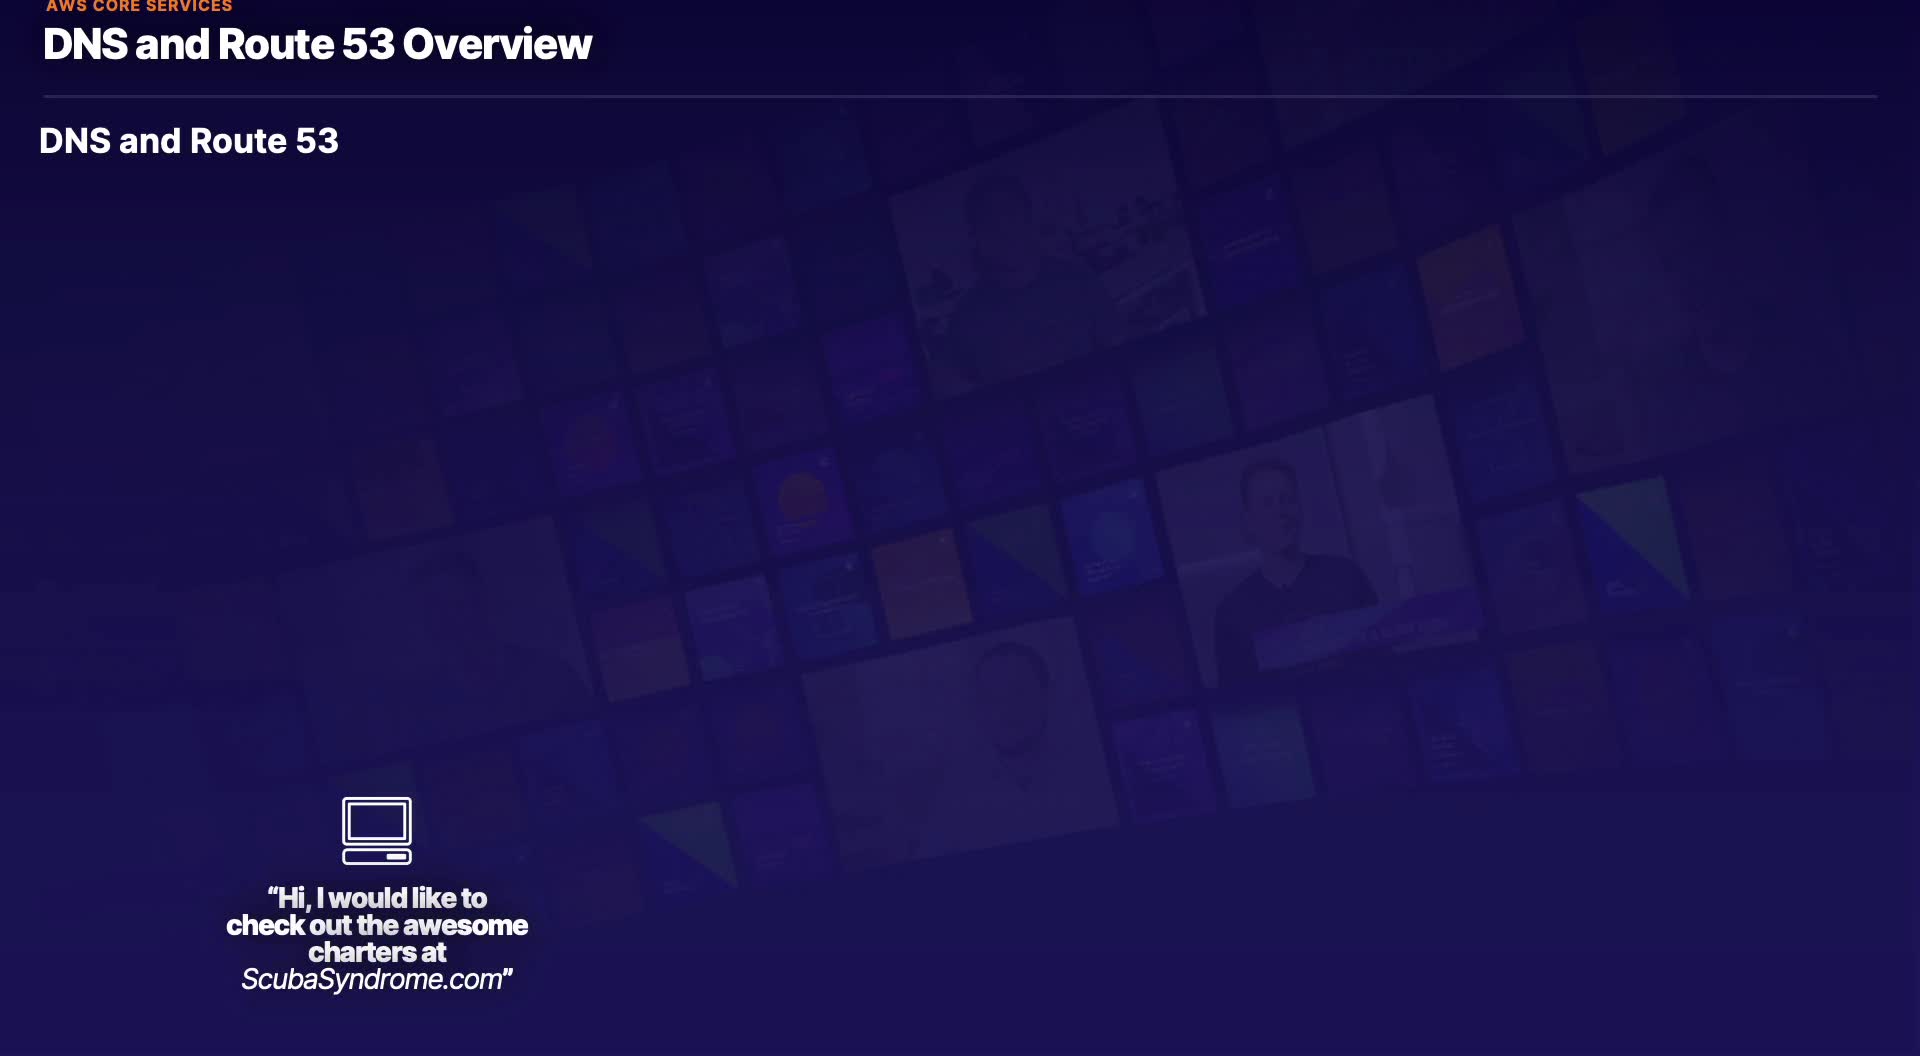 AWS CORE SERVICES
DNS and Route 53 Overview
DNS and Route 53
“Hi, I would like to
check out the awesome
charters at
ScubaSyndrome.com”